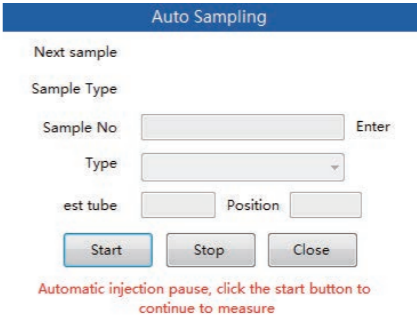 Auto Sampling
Next sample
Sample Type
Sample No Enter
Type
est tube Position
Start Stop Close
Automatic injection pause, click the start button to
continue to measure